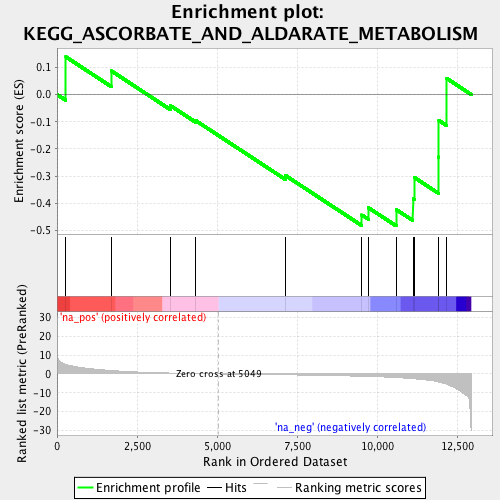 Enrichment plot:
KEGG_ASCORBATE_AND_ALDARATE_METABOLISM
Enrichment score (ES)
0.1
0.0
-0.1
-0.2
-0.3
-0.4
-0.5
'na_pos' (positively correlated)
Ranked list metric (PreRanked)
30
20
10
0
-10
-20
-30
Zero cross at 5049
'na_neg' (negatively correlated)
0
2,500
5,000
7,500
10,000
12,500
Rank in Ordered Dataset
Enrichment profile
Hits
Ranking metric scores